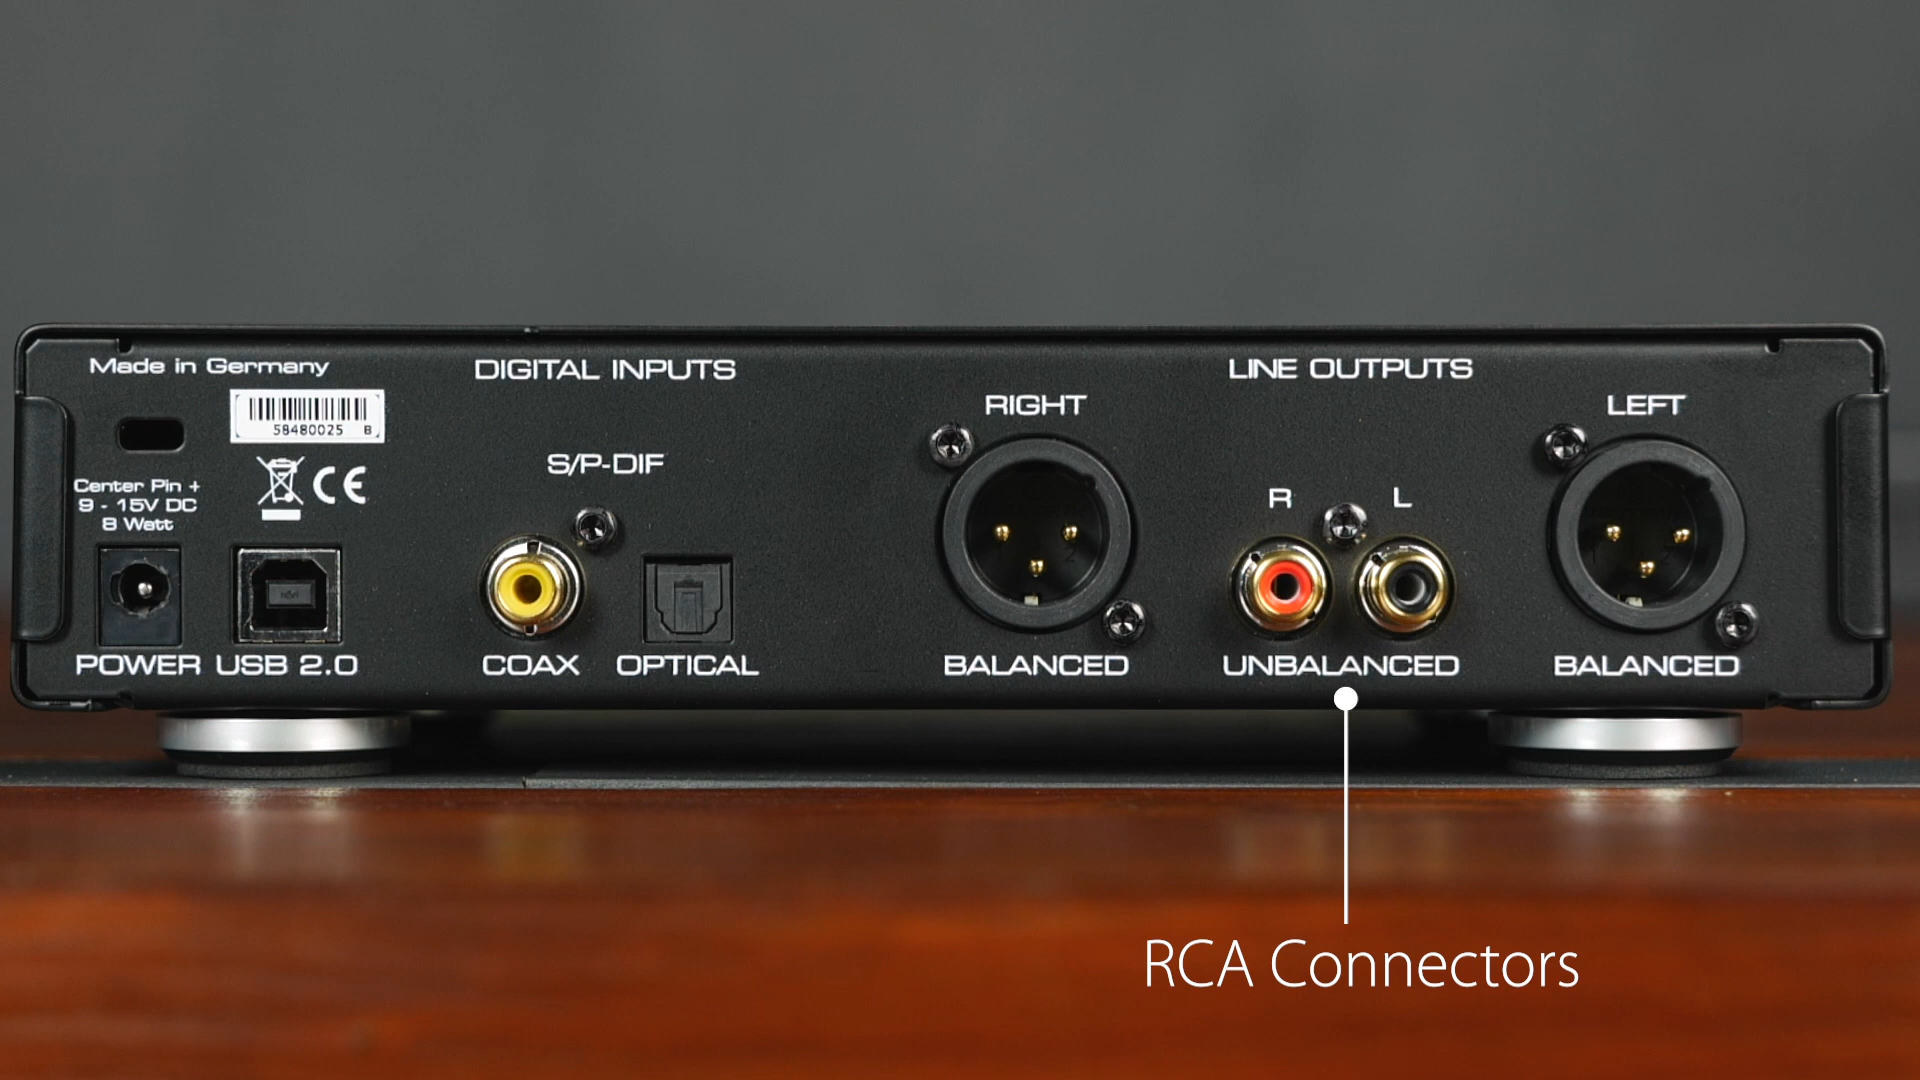 Made in Germany
58480025 B
CE
Center Pin +
9 - 15V DC
8 Watt
POWER
USB 2.0
DIGITAL INPUTS
S/P-DIF
COAX
OPTICAL
LINE OUTPUTS
RIGHT
BALANCED
R
L
UNBALANCED
LEFT
BALANCED
RCA Connectors